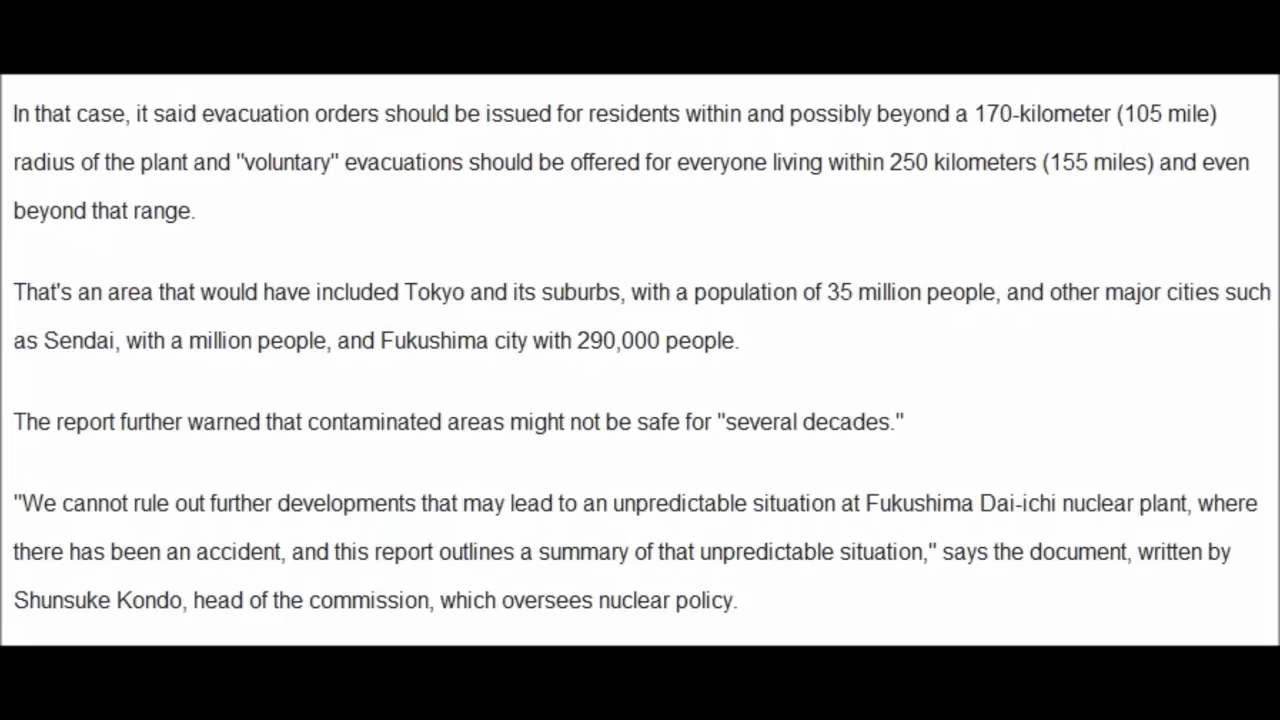 In that case, it said evacuation orders should be issued for residents within and possibly beyond a 170-kilometer (105 mile)
radius of the plant and "voluntary" evacuations should be offered for everyone living within 250 kilometers (155 miles) and even
beyond that range.
That's an area that would have included Tokyo and its suburbs, with a population of 35 million people, and other major cities such
as Sendai, with a million people, and Fukushima city with 290,000 people.
The report further warned that contaminated areas might not be safe for "several decades."
"We cannot rule out further developments that may lead to an unpredictable situation at Fukushima Dai-ichi nuclear plant, where
there has been an accident, and this report outlines a summary of that unpredictable situation," says the document, written by
Shunsuke Kondo, head of the commission, which oversees nuclear policy.